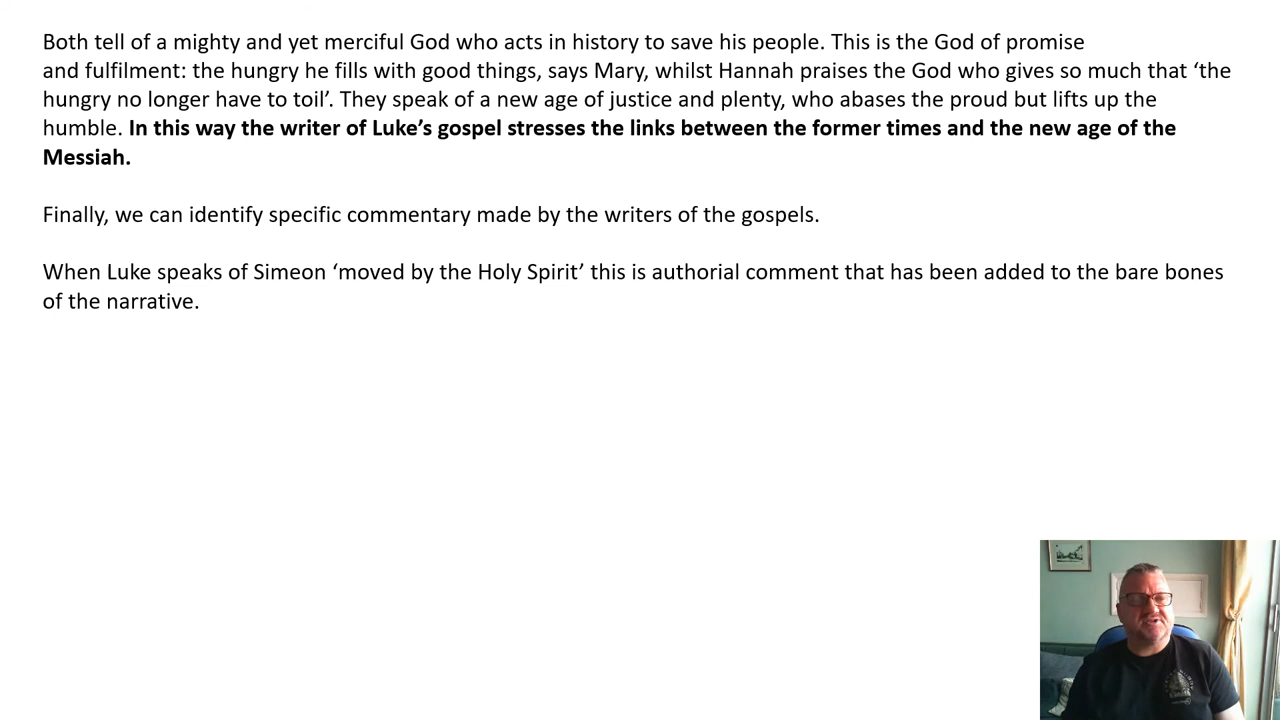 Both tell of a mighty and yet merciful God who acts in history to save his people. This is the God of promise
and fulfilment: the hungry he fills with good things, says Mary, whilst Hannah praises the God who gives so much that ‘the
hungry no longer have to toil’. They speak of a new age of justice and plenty, who abases the proud but lifts up the
humble. In this way the writer of Luke’s gospel stresses the links between the former times and the new age of the
Messiah.
Finally, we can identify specific commentary made by the writers of the gospels.
When Luke speaks of Simeon ‘moved by the Holy Spirit’ this is authorial comment that has been added to the bare bones
of the narrative.